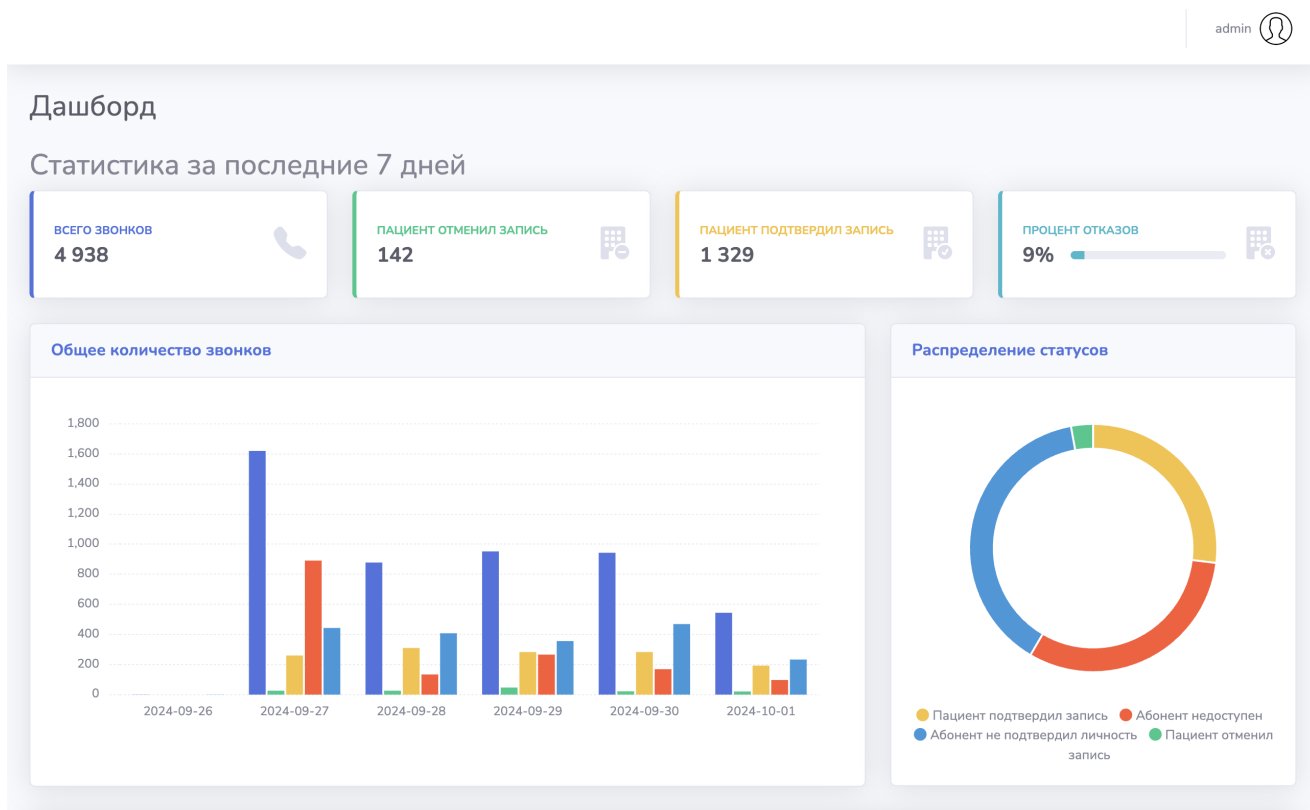 admin
Дашборд
Статистика за последние 7 дней
ВСЕГО ЗВОНКОВ
4 938
ПАЦИЕНТ ОТМЕНИЛ ЗАПИСЬ
142
ПАЦИЕНТ ПОДТВЕРДИЛ ЗАПИСЬ
1 329
ПРОЦЕНТ ОТКАЗОВ
9%
Общее количество звонков
1,800
1,600
1,400
1,200
1,000
800
600
400
200
0
2024-09-26 2024-09-27 2024-09-28 2024-09-29 2024-09-30 2024-10-01
Распределение статусов
Пациент подтвердил запись Абонент недоступен
Абонент не подтвердил личность Пациент отменил
запись